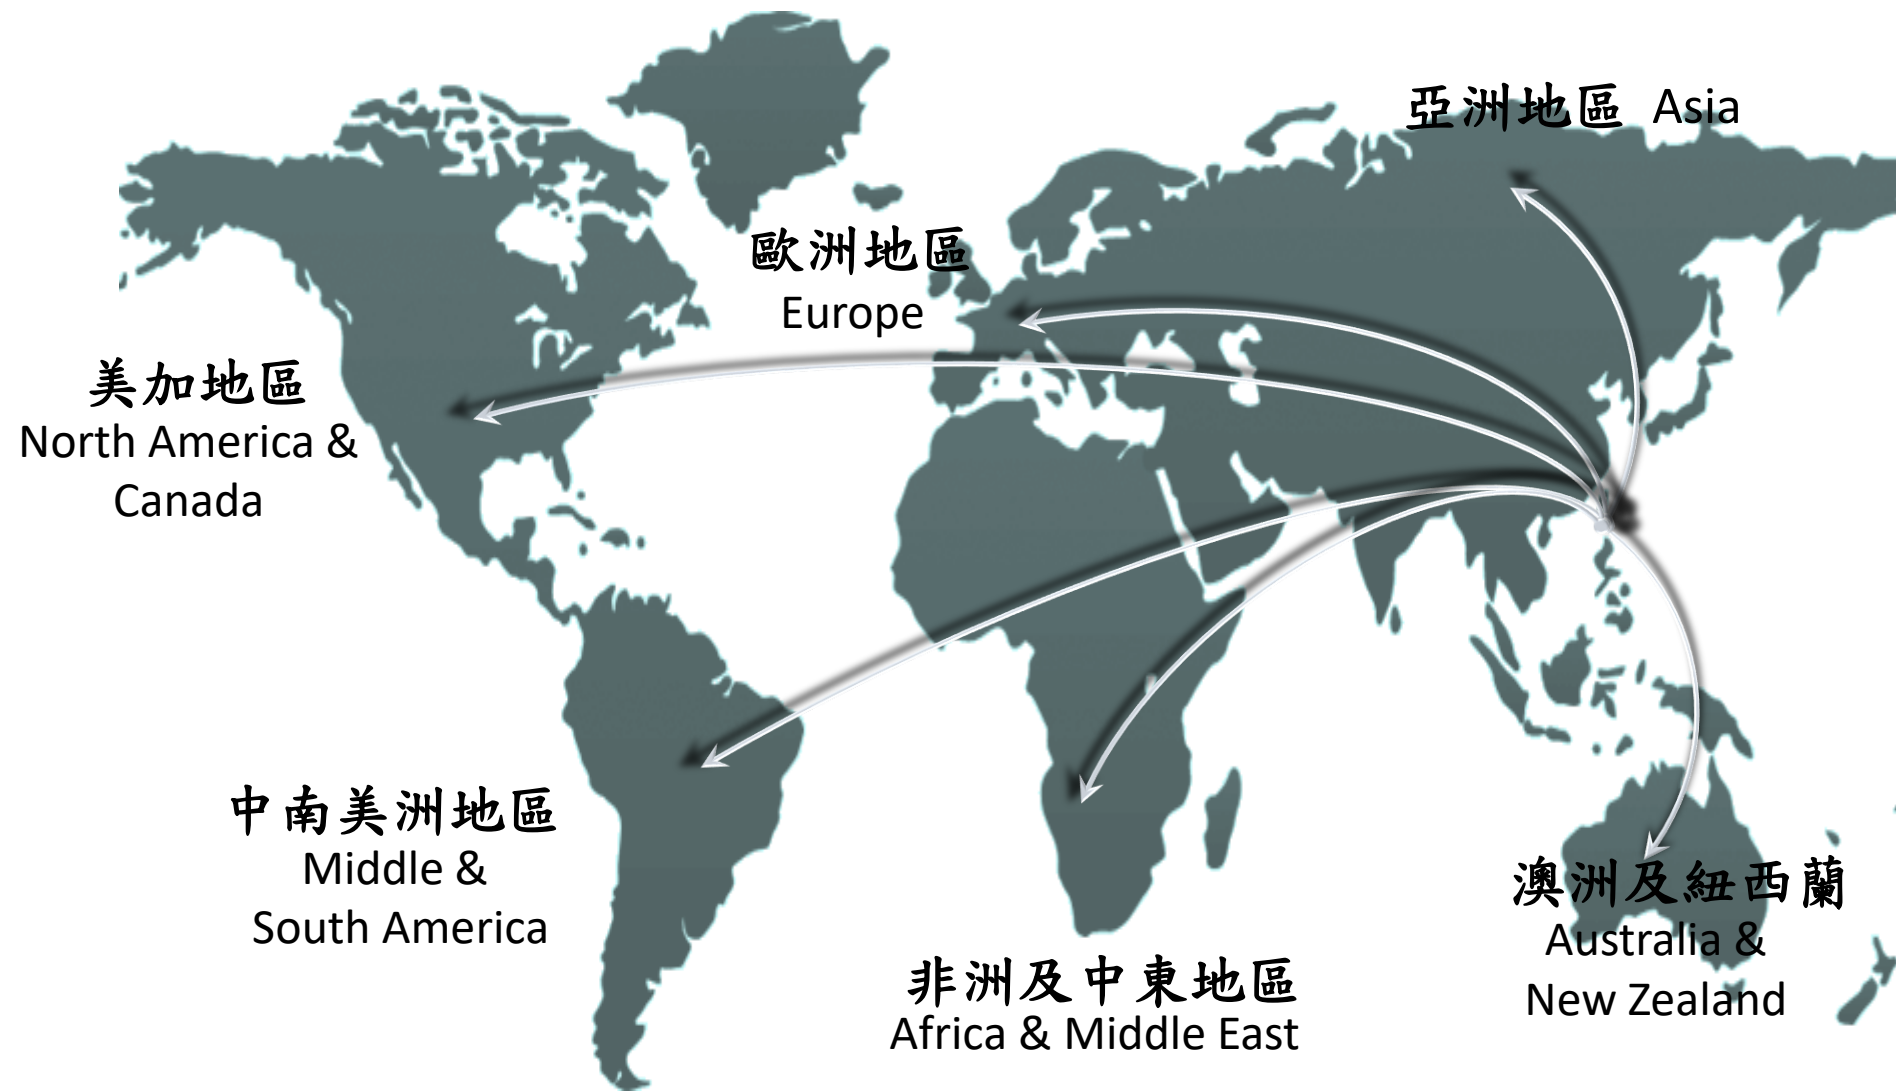 亞洲地區 Asia
歐洲地區
Europe
美加地區
North America &
Canada
中南美洲地區
Middle &
South America
非洲及中東地區
Africa & Middle East
澳洲及紐西蘭
Australia &
New Zealand